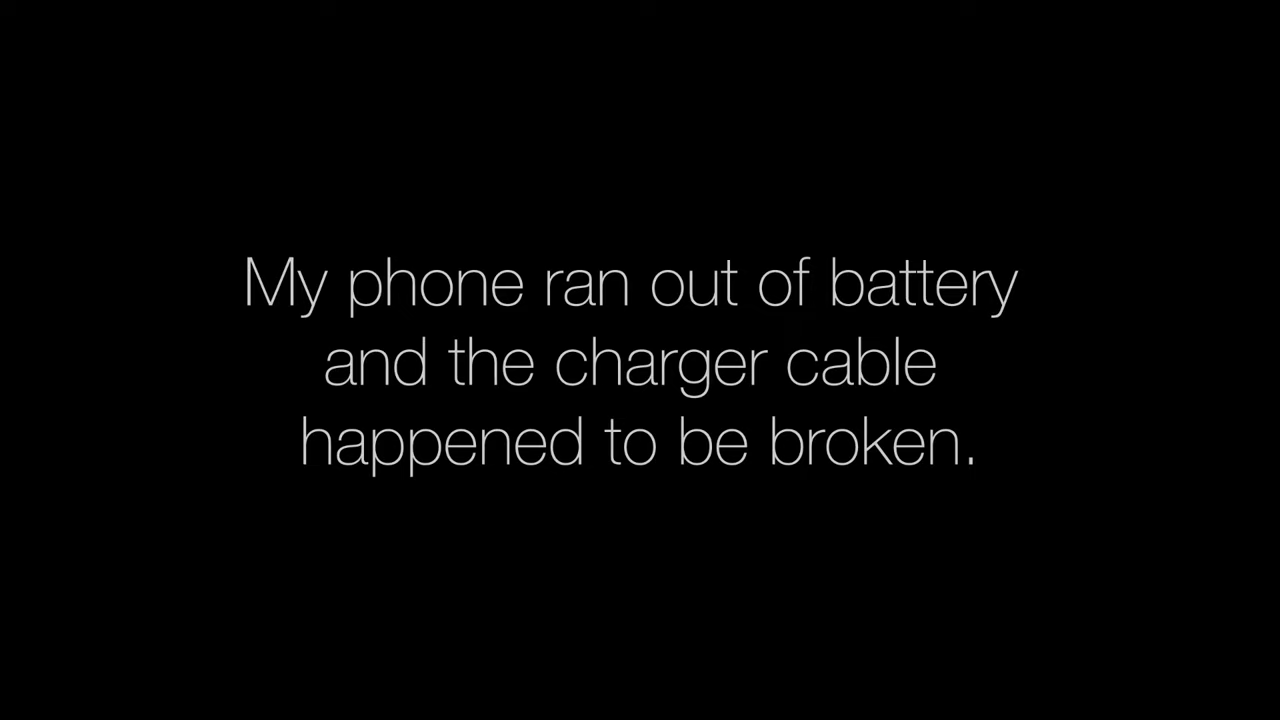 My phone ran out of battery
and the charger cable
happened to be broken.